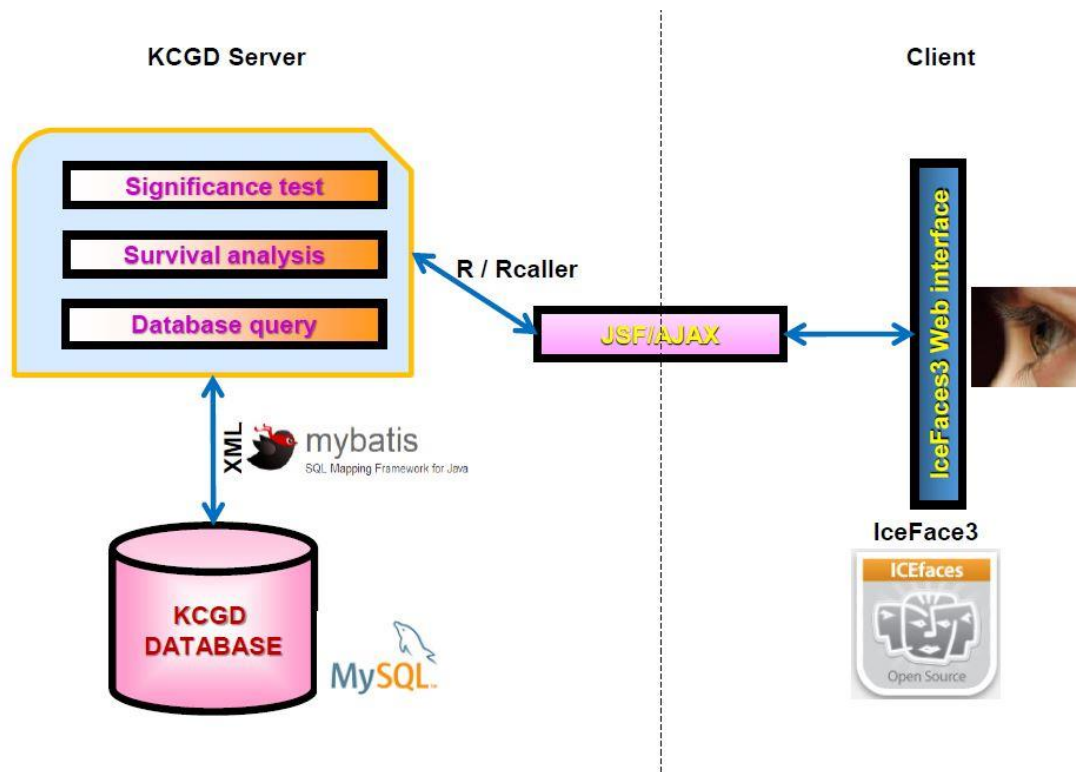 KCGD Server
Client
Significance test
Survival analysis
Database query
R / Rcaller
JSF/AJAX
IceFaces3 Web interface
XML
mybatis
SQL Mapping Framework for Java
IceFace3
ICEfaces
Open Source
KCGD
DATABASE
MySQL™